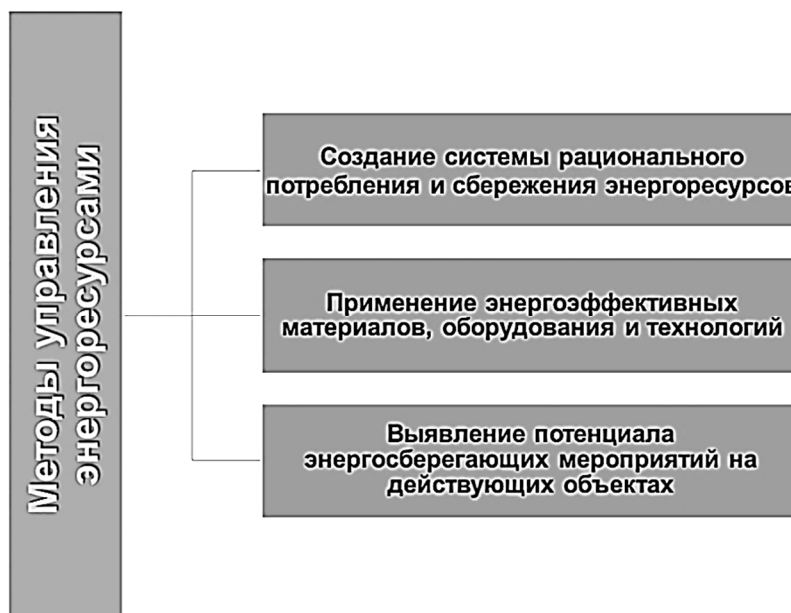 Методы управления
энергоресурсами
Создание системы рационального
потребления и сбережения энергоресурсов
Применение энергоэффективных
материалов, оборудования и технологий
Выявление потенциала
энергосберегающих мероприятий на
действующих объектах